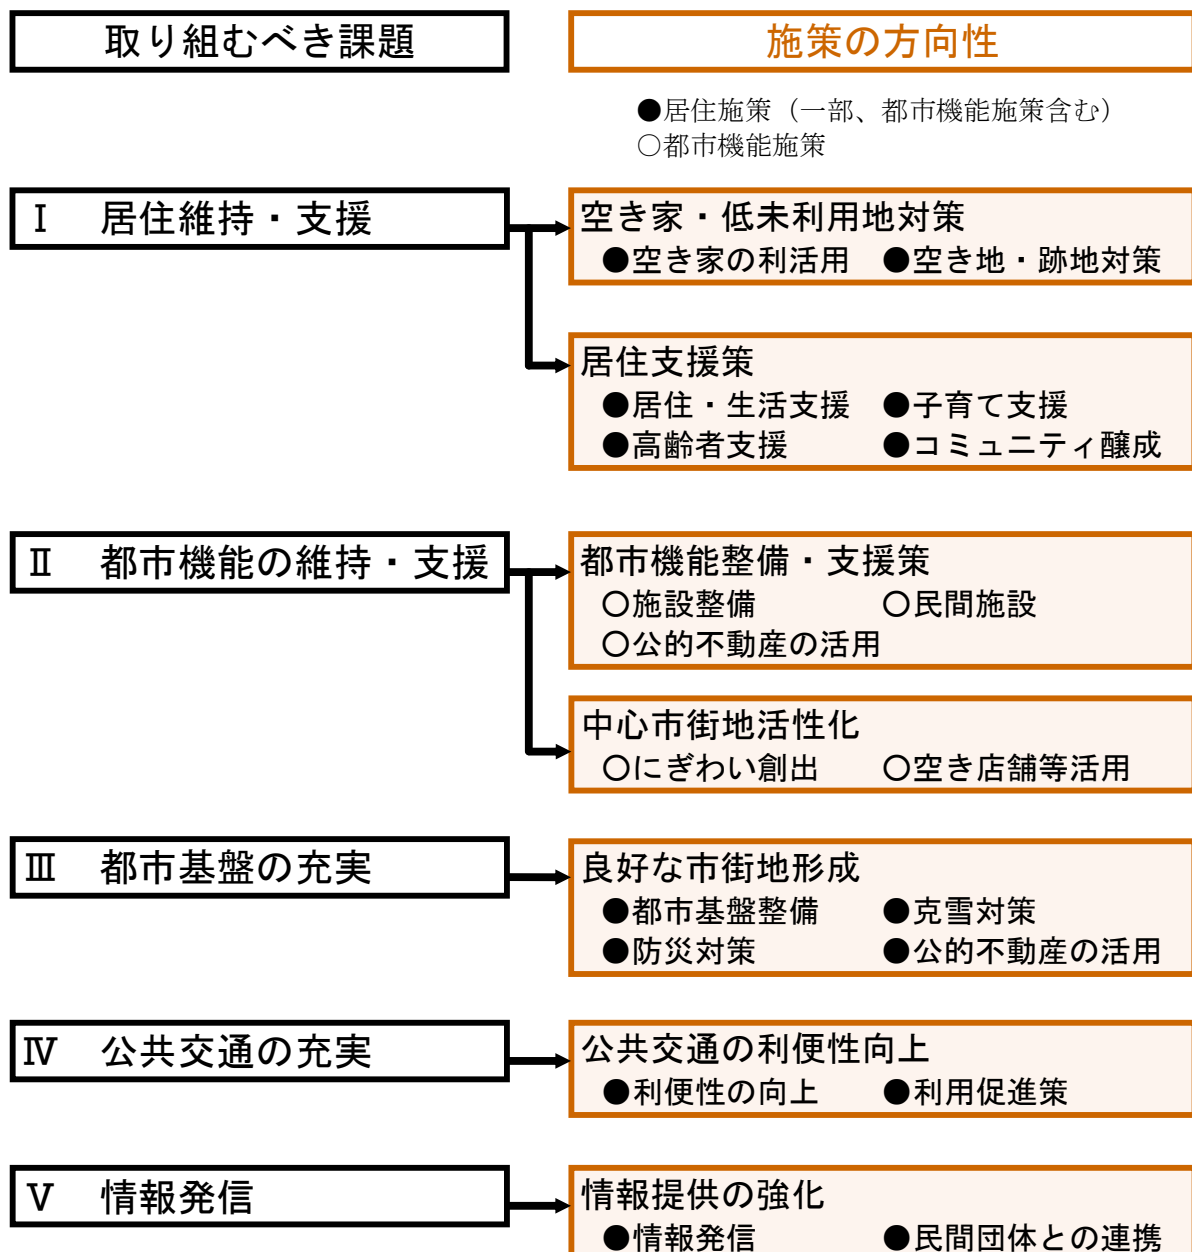 取り組むべき課題
施策の方向性
●居住施策（一部、都市機能施策含む）
○都市機能施策
Ⅰ 居住維持・支援
空き家・低未利用地対策
●空き家の利活用 ●空き地・跡地対策
居住支援策
●居住・生活支援 ●子育て支援
●高齢者支援 ●コミュニティ醸成
Ⅱ 都市機能の維持・支援
都市機能整備・支援策
○施設整備 ○民間施設
○公的不動産の活用
中心市街地活性化
○にぎわい創出 ○空き店舗等活用
Ⅲ 都市基盤の充実
良好な市街地形成
●都市基盤整備 ●克雪対策
●防災対策 ●公的不動産の活用
Ⅳ 公共交通の充実
公共交通の利便性向上
●利便性の向上 ●利用促進策
Ⅴ 情報発信
情報提供の強化
●情報発信 ●民間団体との連携